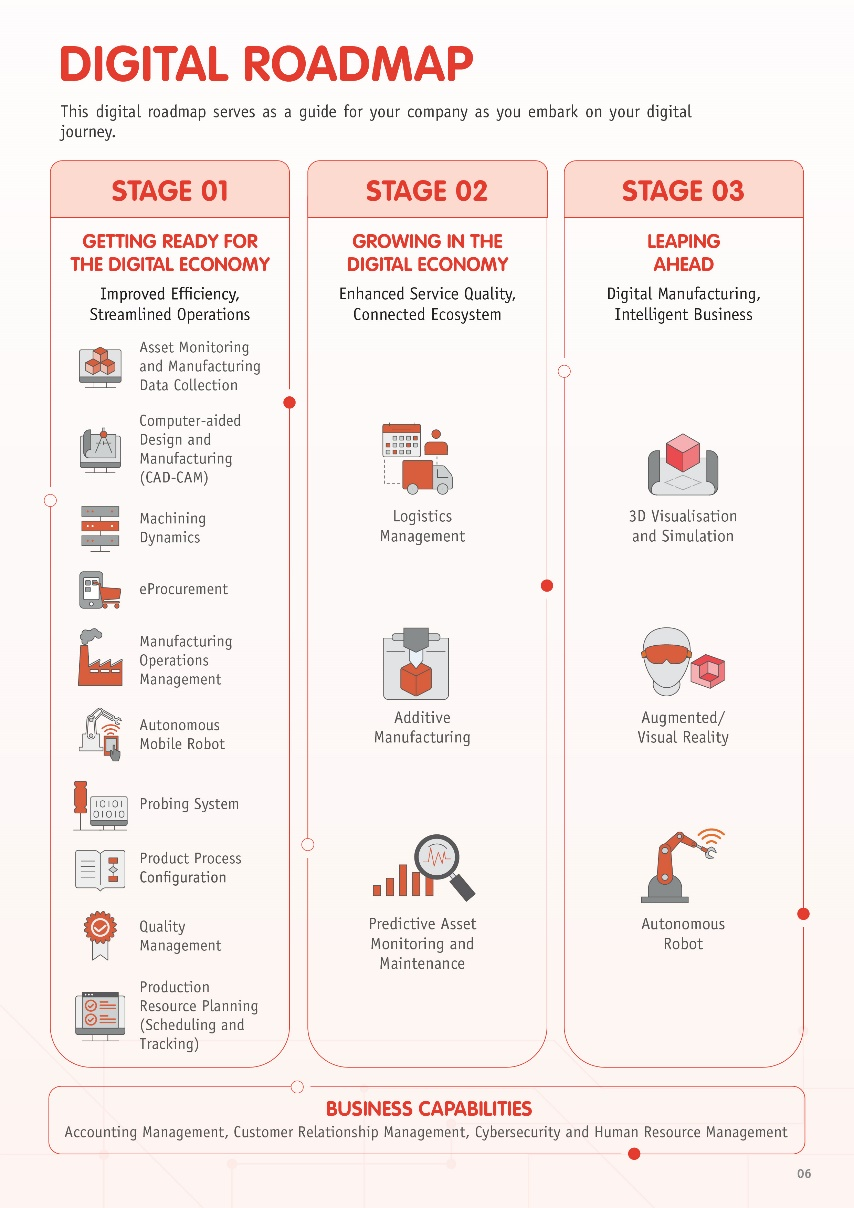 DIGITAL ROADMAP
This digital roadmap serves as a guide for your company as you embark on your digital
journey.
STAGE 01
GETTING READY FOR
THE DIGITAL ECONOMY
Improved Efficiency,
Streamlined Operations
Asset Monitoring
and Manufacturing
Data Collection
Computer-aided
Design and
Manufacturing
(CAD-CAM)
Machining
Dynamics
eProcurement
Manufacturing
Operations
Management
Autonomous
Mobile Robot
Probing System
10101
01010
Product Process
Configuration
Quality
Management
Production
Resource Planning
(Scheduling and
Tracking)
STAGE 02
GROWING IN THE
DIGITAL ECONOMY
Enhanced Service Quality,
Connected Ecosystem
Logistics
Management
Additive
Manufacturing
Predictive Asset
Monitoring and
Maintenance
STAGE 03
LEAPING
AHEAD
Digital Manufacturing,
Intelligent Business
3D Visualisation
and Simulation
Augmented/
Visual Reality
Autonomous
Robot
BUSINESS CAPABILITIES
Accounting Management, Customer Relationship Management, Cybersecurity and Human Resource Management
06